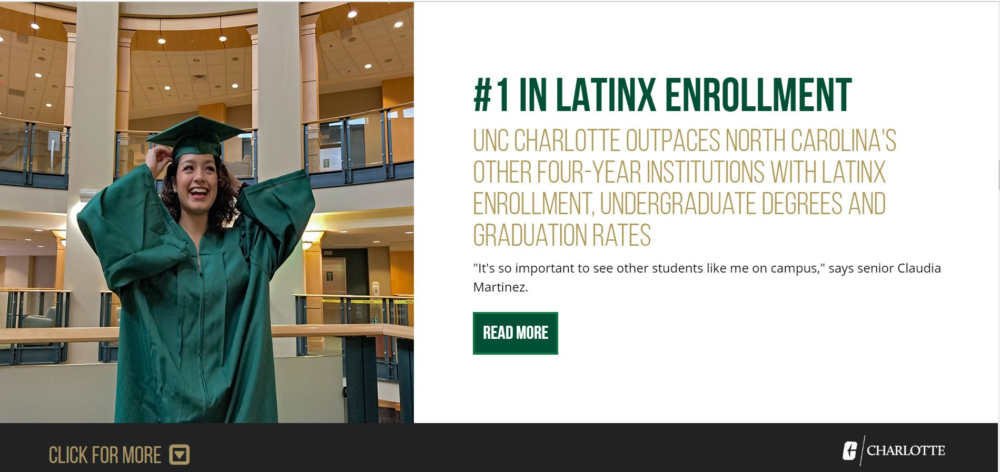 #1 IN LATINX ENROLLMENT
UNC CHARLOTTE OUTPACES NORTH CAROLINA'S
OTHER FOUR-YEAR INSTITUTIONS WITH LATINX
ENROLLMENT, UNDERGRADUATE DEGREES AND
GRADUATION RATES
"It's so important to see other students like me on campus," says senior Claudia
Martinez.
READ MORE
CLICK FOR MORE
CHARLOTTE